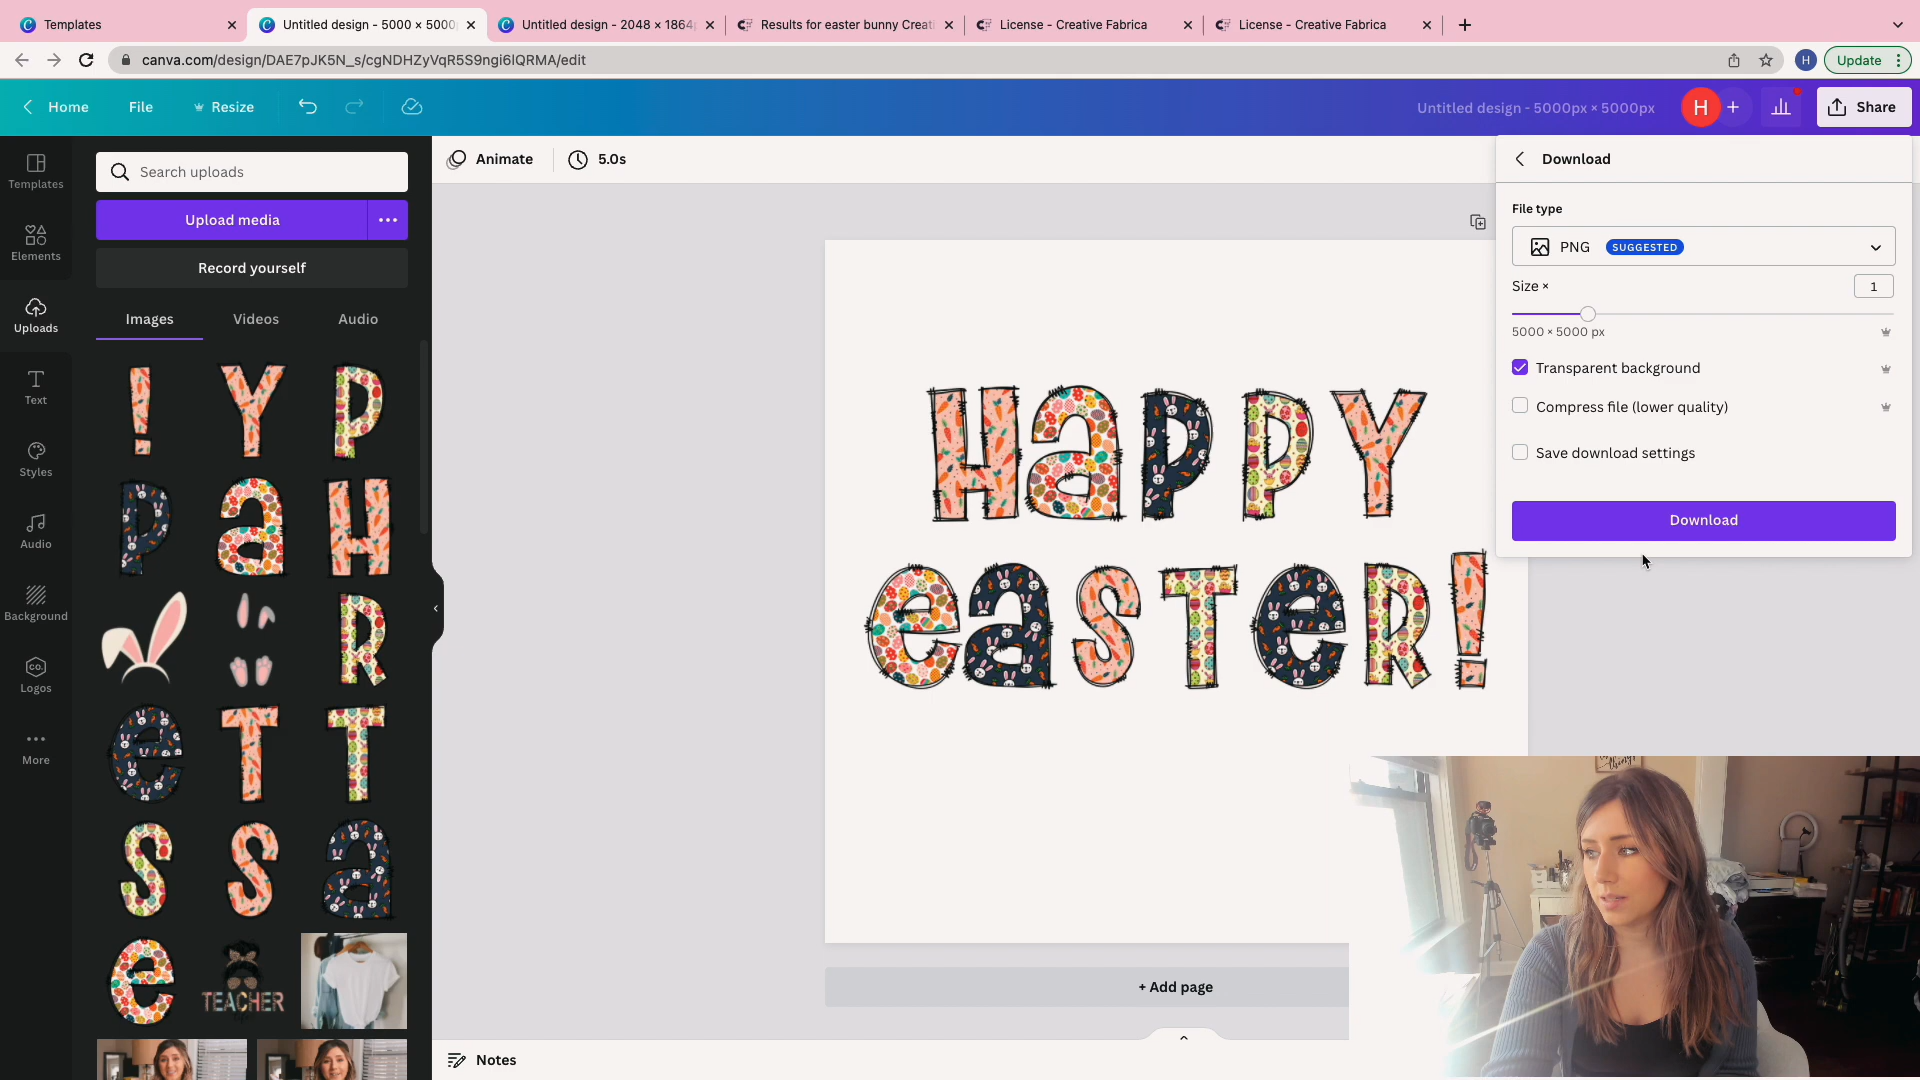 Templates
Untitled design - 5000 × 5000
Untitled design - 2048 × 1864
Results for easter bunny Creati
License - Creative Fabrica
License - Creative Fabrica
canva.com/design/DAE7pJK5N_s/cgNDHZyVqR5S9ngi6lQRMA/edit
H
Update
Home
File
Resize
Untitled design - 5000px × 5000px
H
Share
Templates
Elements
Uploads
Text
Styles
Audio
Background
co.
Logos
More
Search uploads
Upload media
Record yourself
Images
Videos
Audio
! Y P
P a H
R
e T T
S S a
e TEACHER
Animate
5.0s
HaPPY
eaSTeR!
+ Add page
Notes
Download
File type
PNG SUGGESTED
Size ×
1
5000 × 5000 px
Transparent background
Compress file (lower quality)
Save download settings
Download